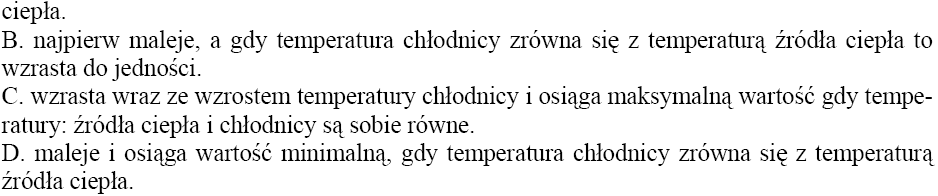 ciepła.
B. najpierw maleje, a gdy temperatura chłodnicy zrówna się z temperaturą źródła ciepła to
wzrasta do jedności.
C. wzrasta wraz ze wzrostem temperatury chłodnicy i osiąga maksymalną wartość gdy tempe-
ratury: źródła ciepła i chłodnicy są sobie równe.
D. maleje i osiąga wartość minimalną, gdy temperatura chłodnicy zrówna się z temperaturą
źródła ciepła.